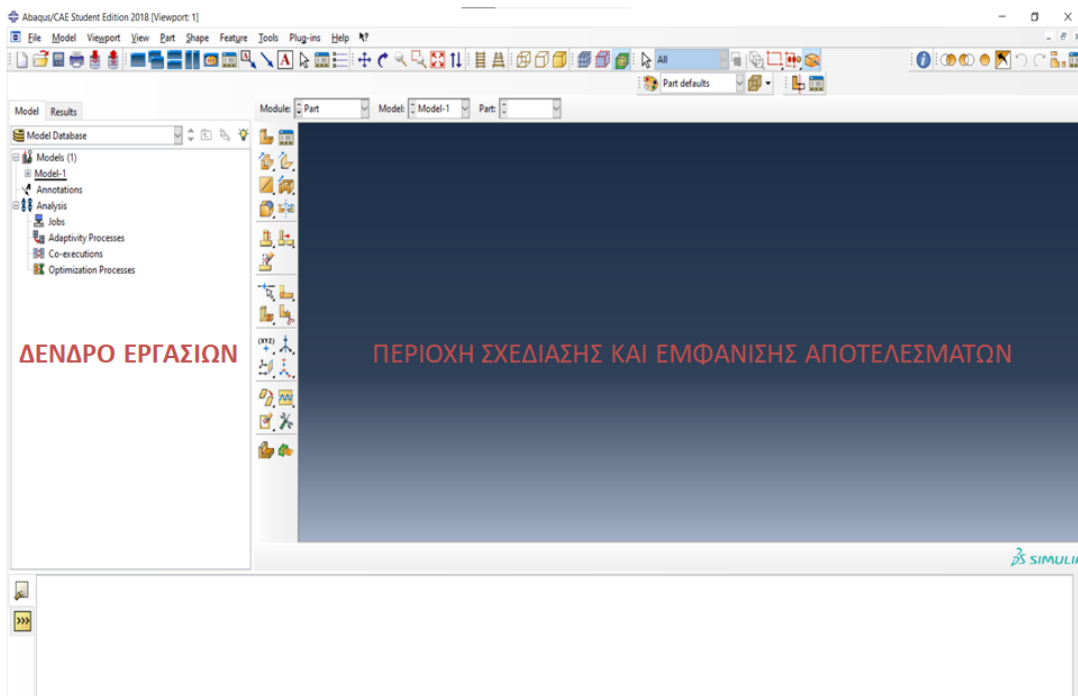 Abaqus/CAE Student Edition 2018 [Viewport: 1]
File Model Viewport View Part Shape Feature Tools Plug-ins Help
All
Part defaults
Model Results
Module: Part Model: Model-1 Part:
Model Database
Models (1)
Model-1
Annotations
Analysis
Jobs
Adaptivity Processes
Co-executions
Optimization Processes
(XYZ)
ΔΕΝΔΡΟ ΕΡΓΑΣΙΩΝ
ΠΕΡΙΟΧΗ ΣΧΕΔΙΑΣΗΣ ΚΑΙ ΕΜΦΑΝΙΣΗΣ ΑΠΟΤΕΛΕΣΜΑΤΩΝ
SIMULI
>>>